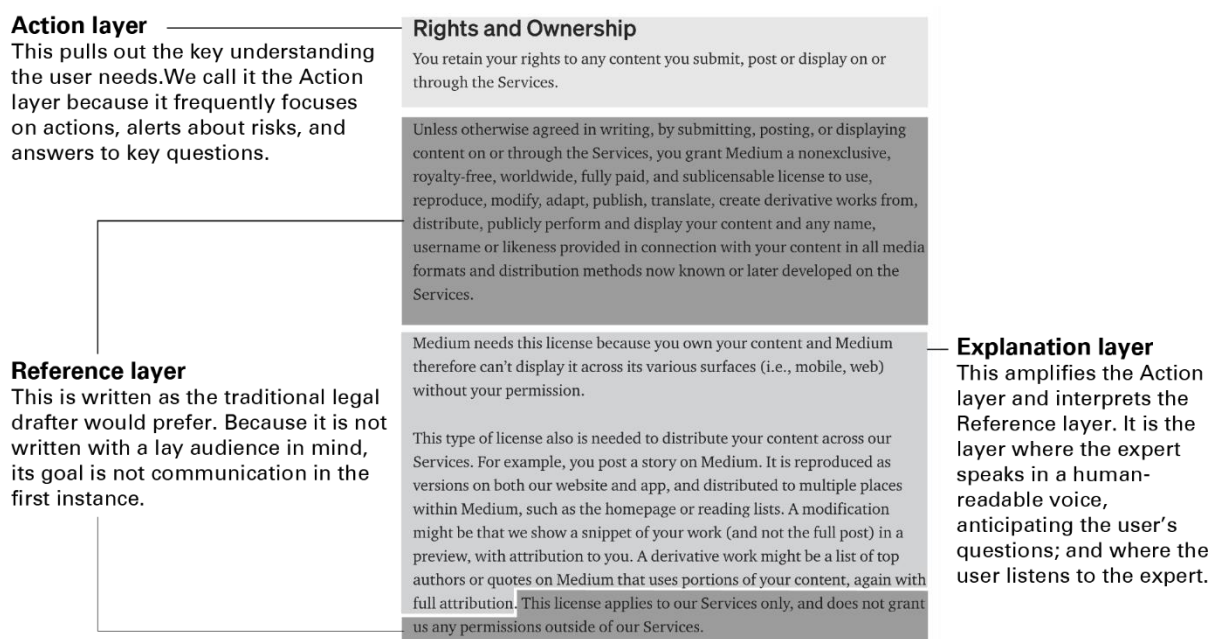 Action layer
This pulls out the key understanding
the user needs.We call it the Action
layer because it frequently focuses
on actions, alerts about risks, and
answers to key questions.
Reference layer
This is written as the traditional legal
drafter would prefer. Because it is not
written with a lay audience in mind,
its goal is not communication in the
first instance.
Rights and Ownership
You retain your rights to any content you submit, post or display on or
through the Services.
Unless otherwise agreed in writing, by submitting, posting, or displaying
content on or through the Services, you grant Medium a nonexclusive,
royalty-free, worldwide, fully paid, and sublicensable license to use,
reproduce, modify, adapt, publish, translate, create derivative works from,
distribute, publicly perform and display your content and any name,
username or likeness provided in connection with your content in all media
formats and distribution methods now known or later developed on the
Services.
Medium needs this license because you own your content and Medium
therefore can’t display it across its various surfaces (i.e., mobile, web)
without your permission.
This type of license also is needed to distribute your content across our
Services. For example, you post a story on Medium. It is reproduced as
versions on both our website and app, and distributed to multiple places
within Medium, such as the homepage or reading lists. A modification
might be that we show a snippet of your work (and not the full post) in a
preview, with attribution to you. A derivative work might be a list of top
authors or quotes on Medium that uses portions of your content, again with
full attribution. This license applies to our Services only, and does not grant
us any permissions outside of our Services.
Explanation layer
This amplifies the Action
layer and interprets the
Reference layer. It is the
layer where the expert
speaks in a human-
readable voice,
anticipating the user’s
questions; and where the
user listens to the expert.